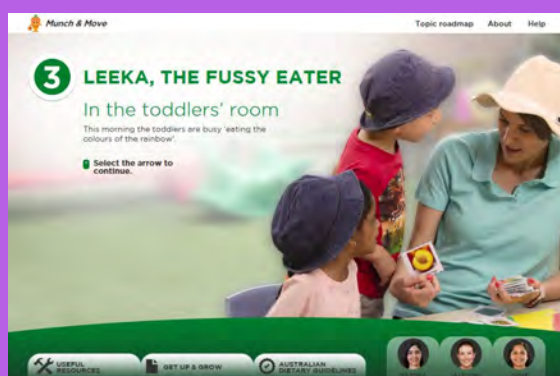 Munch & Move
Topic roadmap About Help
3 LEEKA, THE FUSSY EATER
In the toddlers' room
This morning the toddlers are busy 'eating the
colours of the rainbow'.
Select the arrow to
continue.
USEFUL
RESOURCES
GET UP & GROW
AUSTRALIAN
DIETARY GUIDELINES